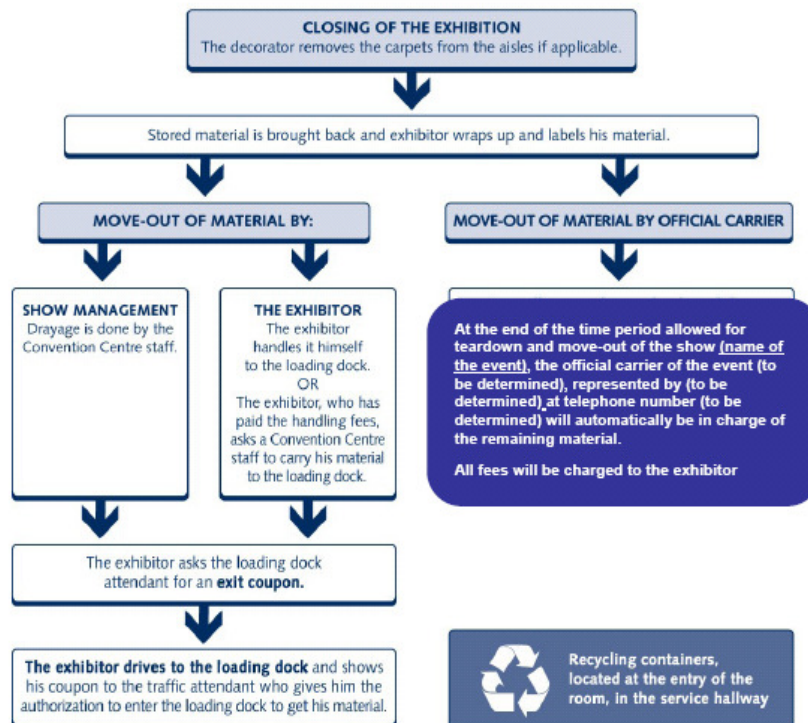 CLOSING OF THE EXHIBITION
The decorator removes the carpets from the aisles if applicable.
Stored material is brought back and exhibitor wraps up and labels his material.
MOVE-OUT OF MATERIAL BY:
MOVE-OUT OF MATERIAL BY OFFICIAL CARRIER
SHOW MANAGEMENT
Drayage is done by the
Convention Centre staff.
THE EXHIBITOR
The exhibitor
handles it himself
to the loading dock.
OR
The exhibitor, who has
paid the handling fees,
asks a Convention Centre
staff to carry his material
to the loading dock.
At the end of the time period allowed for
teardown and move-out of the show (name of
the event), the official carrier of the event (to
be determined), represented by (to be
determined) at telephone number (to be
determined) will automatically be in charge of
the remaining material.
All fees will be charged to the exhibitor
The exhibitor asks the loading dock
attendant for an exit coupon.
The exhibitor drives to the loading dock and shows
his coupon to the traffic attendant who gives him the
authorization to enter the loading dock to get his material.
Recycling containers,
located at the entry of the
room, in the service hallway